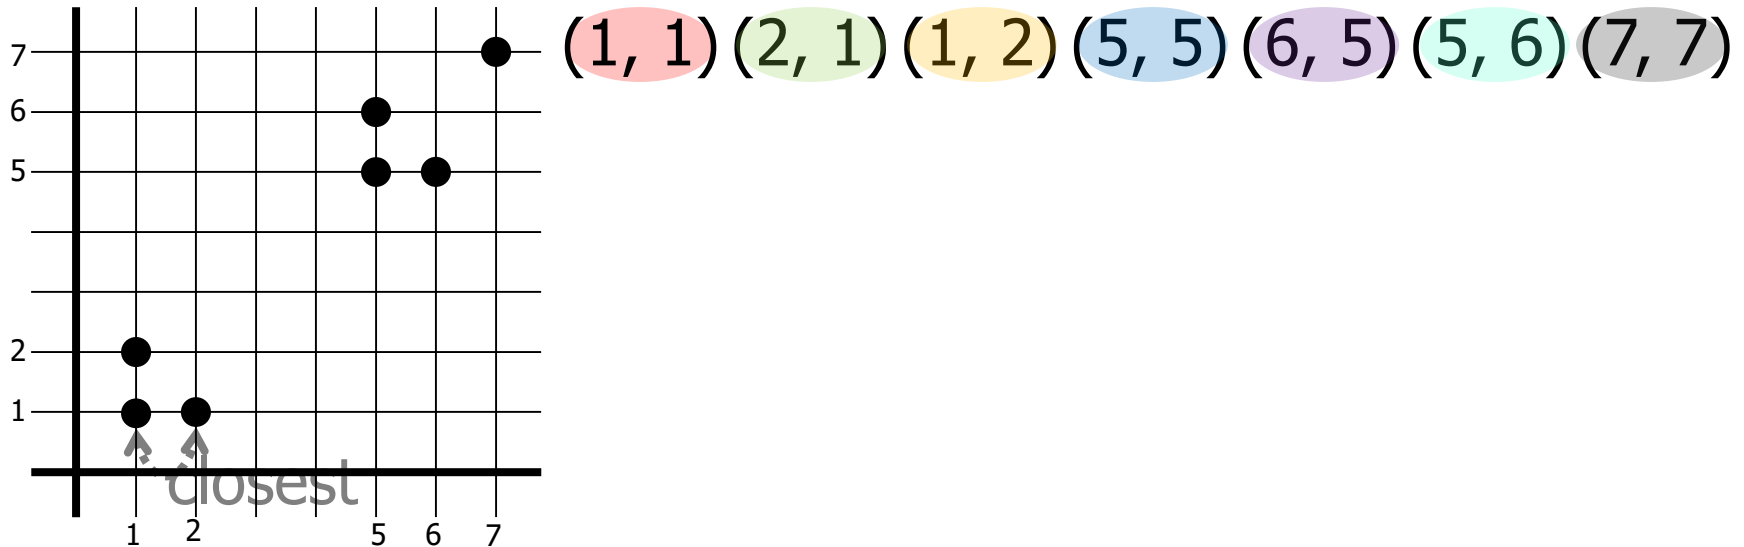 (1, 1) (2, 1) (1, 2) (5, 5) (6, 5) (5, 6) (7, 7)
7
6
5
2
1
closest
1 2 5 6 7